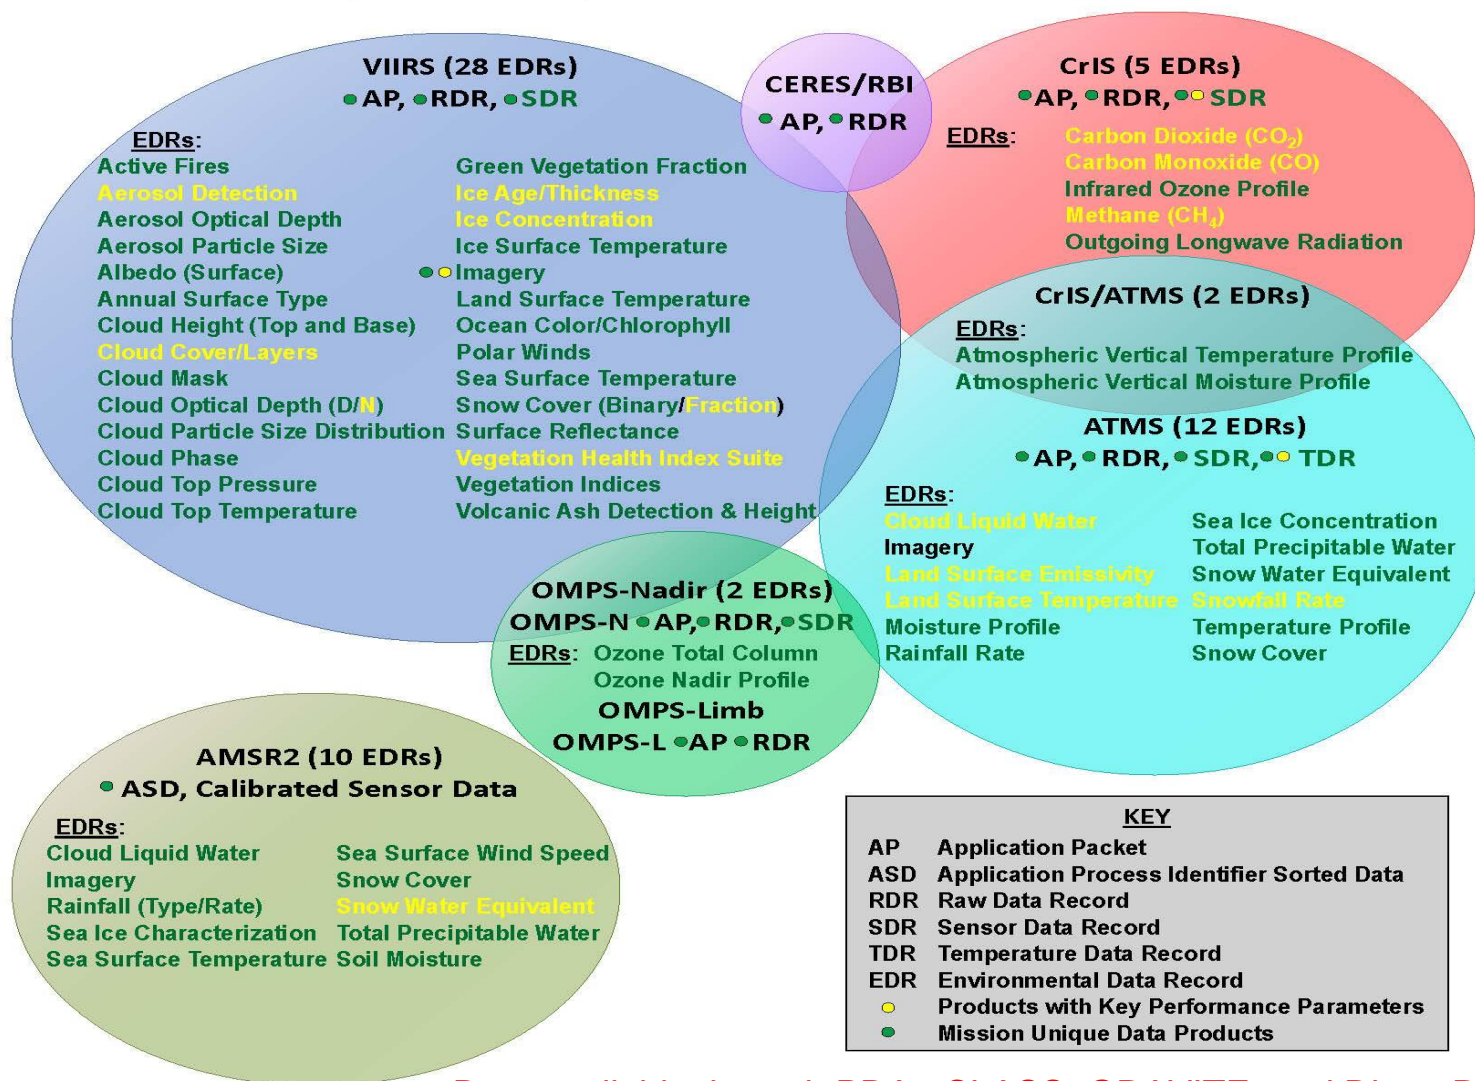 VIIRS (28 EDRs)
AP, RDR, SDR
EDRs:
Active Fires
Aerosol Detection
Aerosol Optical Depth
Aerosol Particle Size
Albedo (Surface)
Annual Surface Type
Cloud Height (Top and Base)
Cloud Cover/Layers
Cloud Mask
Cloud Optical Depth (D/N)
Cloud Particle Size Distribution
Cloud Phase
Cloud Top Pressure
Cloud Top Temperature
Green Vegetation Fraction
Ice Age/Thickness
Ice Concentration
Ice Surface Temperature
Imagery
Land Surface Temperature
Ocean Color/Chlorophyll
Polar Winds
Sea Surface Temperature
Snow Cover (Binary/Fraction)
Surface Reflectance
Vegetation Health Index Suite
Vegetation Indices
Volcanic Ash Detection & Height
CERES/RBI
AP, RDR
CrIS (5 EDRs)
AP, RDR, SDR
EDRs:
Carbon Dioxide (CO₂)
Carbon Monoxide (CO)
Infrared Ozone Profile
Methane (CH₄)
Outgoing Longwave Radiation
CrIS/ATMS (2 EDRs)
EDRs:
Atmospheric Vertical Temperature Profile
Atmospheric Vertical Moisture Profile
ATMS (12 EDRs)
AP, RDR, SDR, TDR
EDRs:
Cloud Liquid Water
Imagery
Land Surface Emissivity
Land Surface Temperature
Moisture Profile
Rainfall Rate
Sea Ice Concentration
Total Precipitable Water
Snow Water Equivalent
Snowfall Rate
Temperature Profile
Snow Cover
OMPS-Nadir (2 EDRs)
OMPS-N AP, RDR, SDR
EDRs: Ozone Total Column
Ozone Nadir Profile
OMPS-Limb
OMPS-L AP RDR
AMSR2 (10 EDRs)
ASD, Calibrated Sensor Data
EDRs:
Cloud Liquid Water
Imagery
Rainfall (Type/Rate)
Sea Ice Characterization
Sea Surface Temperature
Sea Surface Wind Speed
Snow Cover
Snow Water Equivalent
Total Precipitable Water
Soil Moisture
KEY
AP Application Packet
ASD Application Process Identifier Sorted Data
RDR Raw Data Record
SDR Sensor Data Record
TDR Temperature Data Record
EDR Environmental Data Record
Products with Key Performance Parameters
Mission Unique Data Products